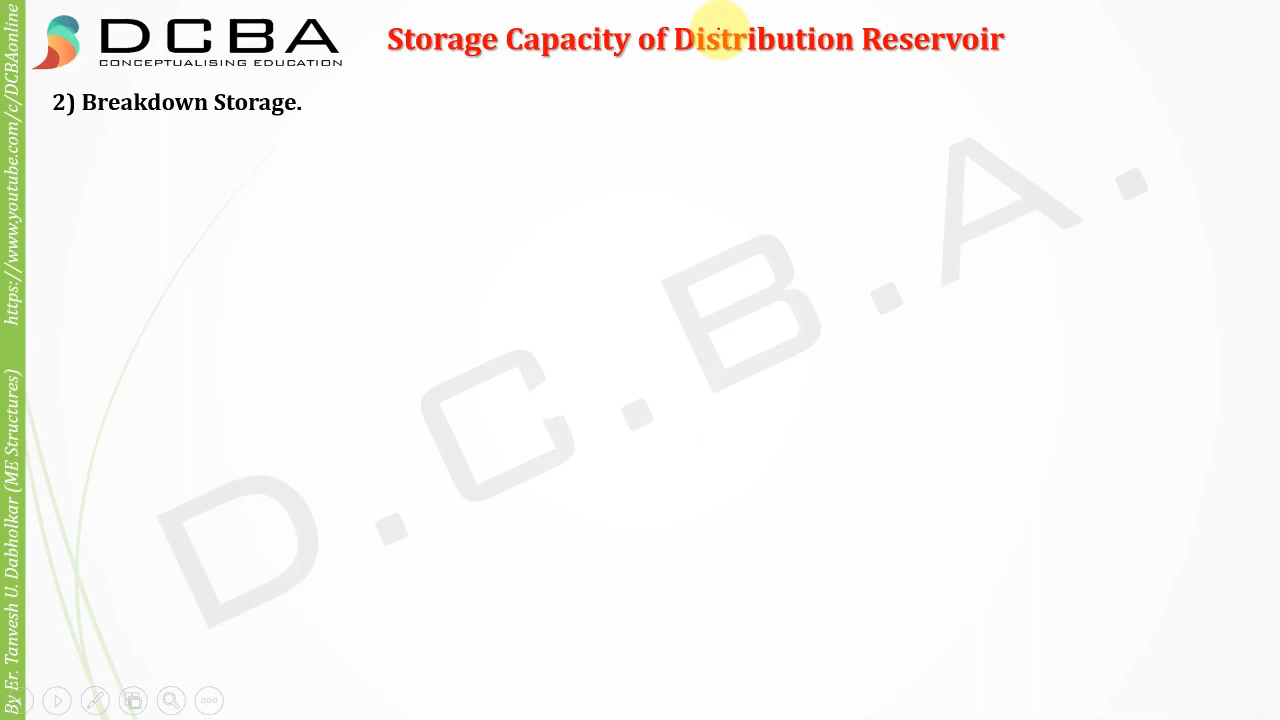 DCBA
CONCEPTUALISING EDUCATION
Storage Capacity of Distribution Reservoir
2) Breakdown Storage.
D.C.B.A.
By Er. Tanvesh U. Dabholkar (ME Structures) https://www.youtube.com/c/DCBAonline